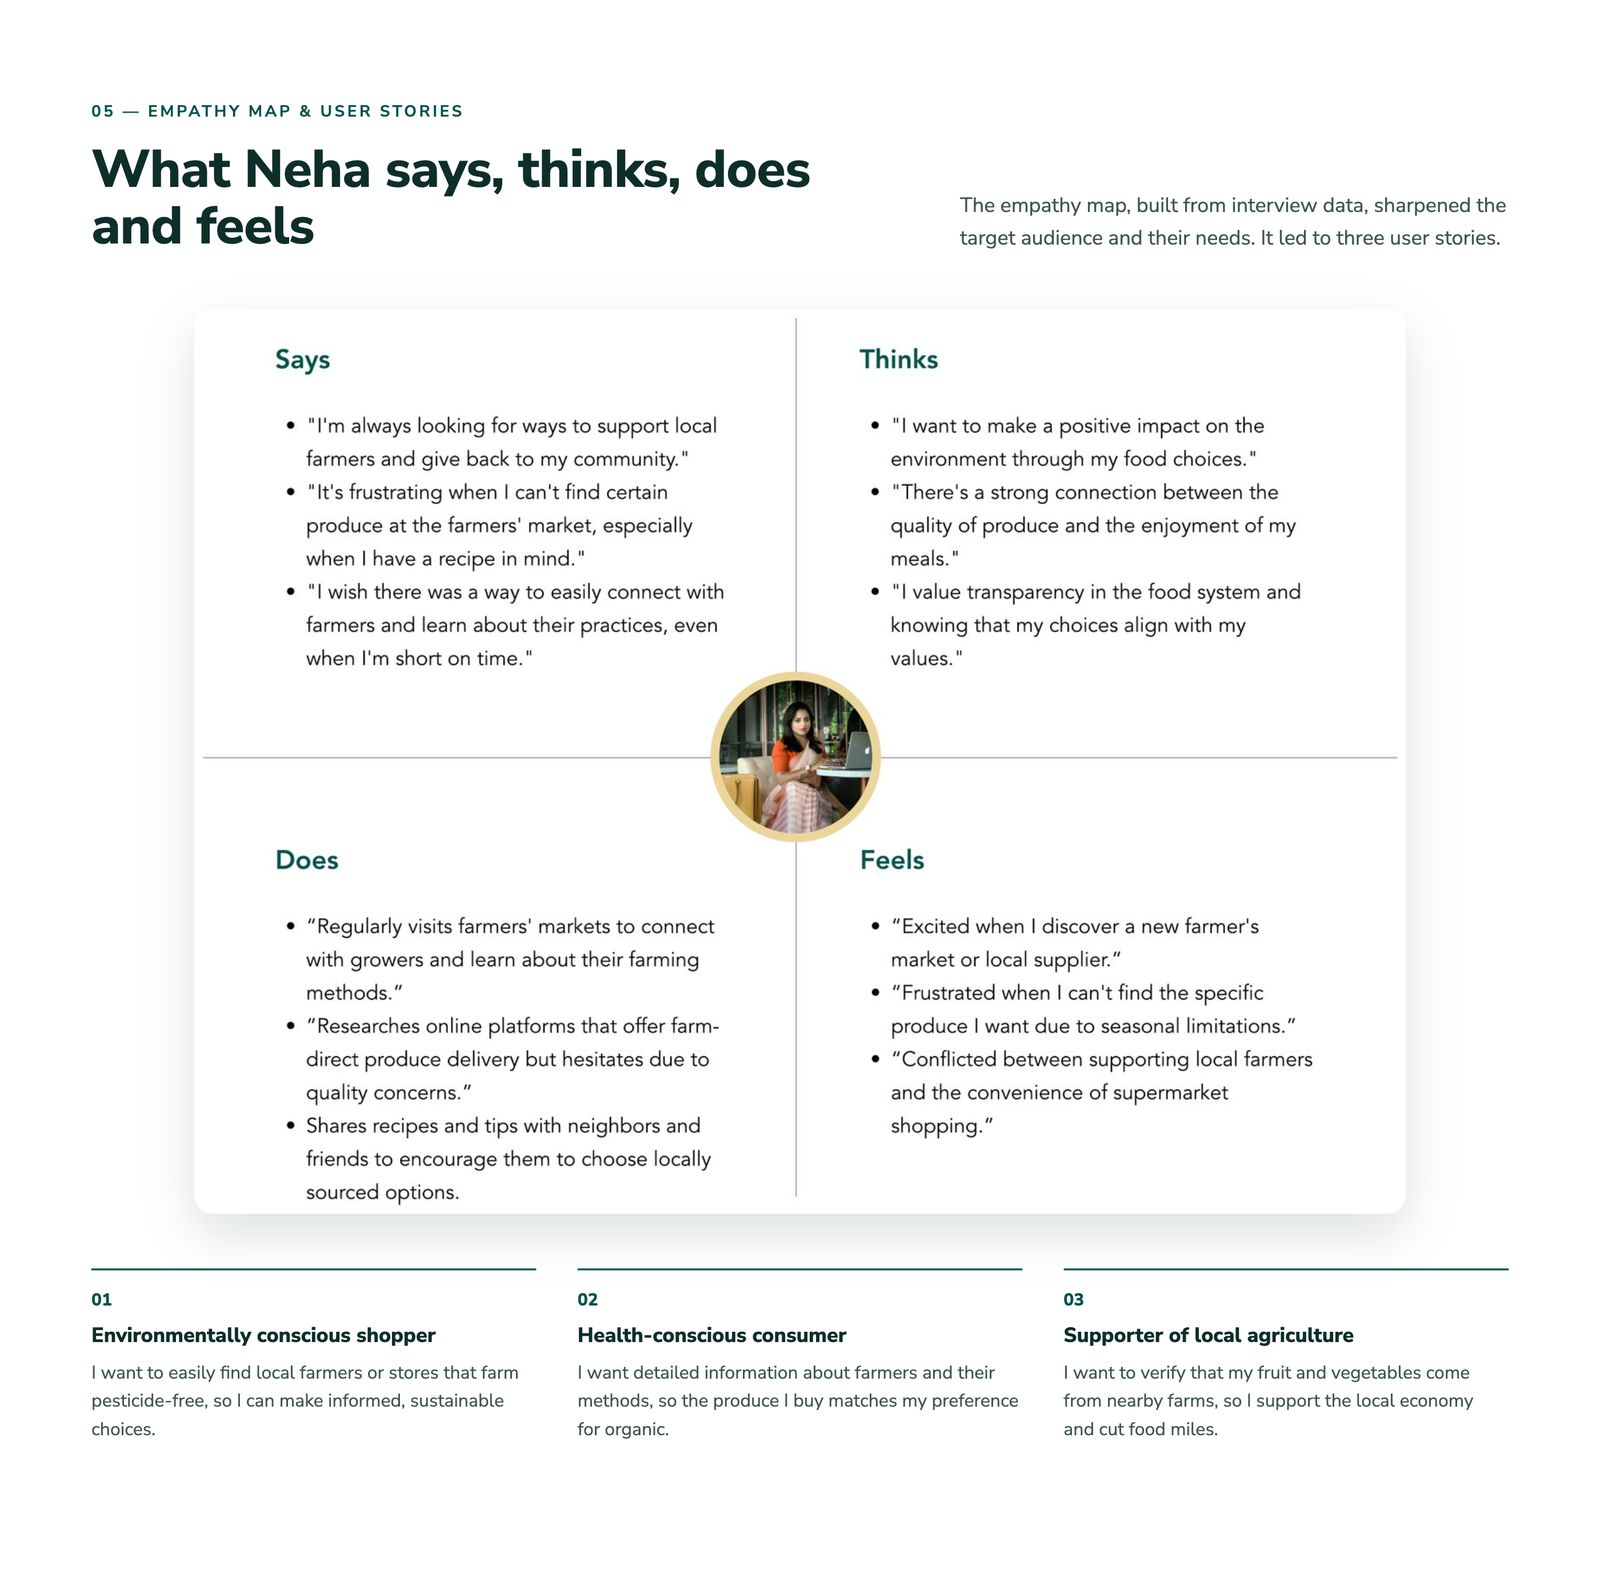 05 — EMPATHY MAP & USER STORIES
What Neha says, thinks, does
and feels
The empathy map, built from interview data, sharpened the
target audience and their needs. It led to three user stories.
Says
• "I'm always looking for ways to support local
farmers and give back to my community."
• "It's frustrating when I can't find certain
produce at the farmers' market, especially
when I have a recipe in mind."
• "I wish there was a way to easily connect with
farmers and learn about their practices, even
when I'm short on time."
Thinks
• "I want to make a positive impact on the
environment through my food choices."
• "There's a strong connection between the
quality of produce and the enjoyment of my
meals."
• "I value transparency in the food system and
knowing that my choices align with my
values."
Does
• “Regularly visits farmers' markets to connect
with growers and learn about their farming
methods.”
• “Researches online platforms that offer farm-
direct produce delivery but hesitates due to
quality concerns.”
• Shares recipes and tips with neighbors and
friends to encourage them to choose locally
sourced options.
Feels
• “Excited when I discover a new farmer's
market or local supplier.”
• “Frustrated when I can't find the specific
produce I want due to seasonal limitations.”
• “Conflicted between supporting local farmers
and the convenience of supermarket
shopping.”
01
Environmentally conscious shopper
I want to easily find local farmers or stores that farm
pesticide-free, so I can make informed, sustainable
choices.
02
Health-conscious consumer
I want detailed information about farmers and their
methods, so the produce I buy matches my preference
for organic.
03
Supporter of local agriculture
I want to verify that my fruit and vegetables come
from nearby farms, so I support the local economy
and cut food miles.